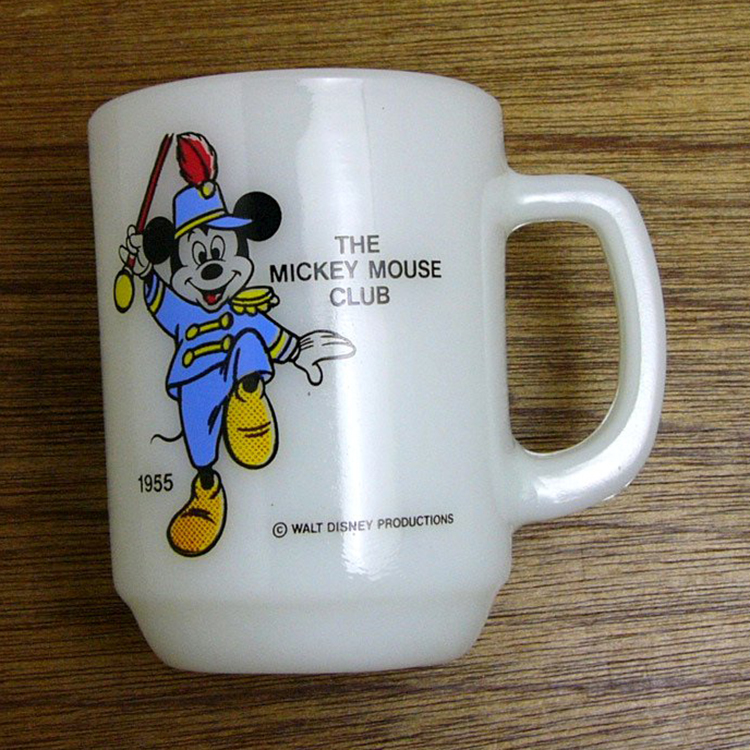 THE
MICKEY MOUSE
CLUB
1955
© WALT DISNEY PRODUCTIONS